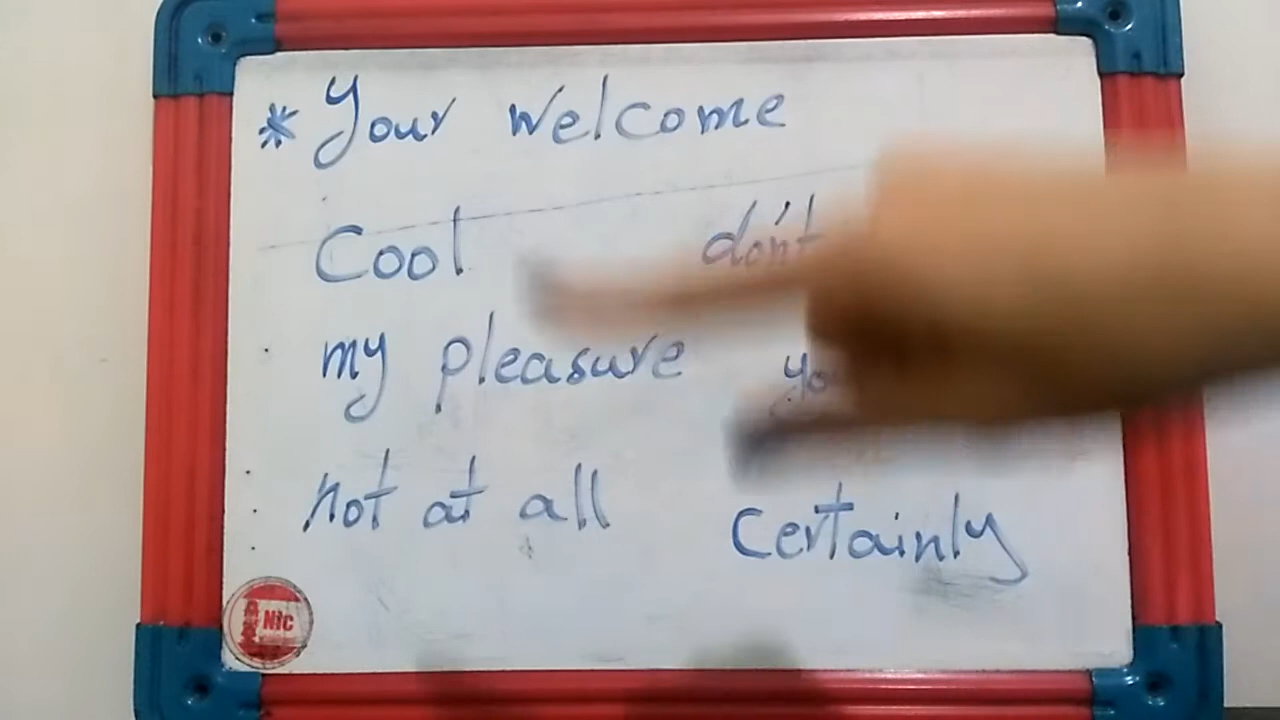 * Your welcome
Cool don't
my pleasure
not at all
Certainly
NIC